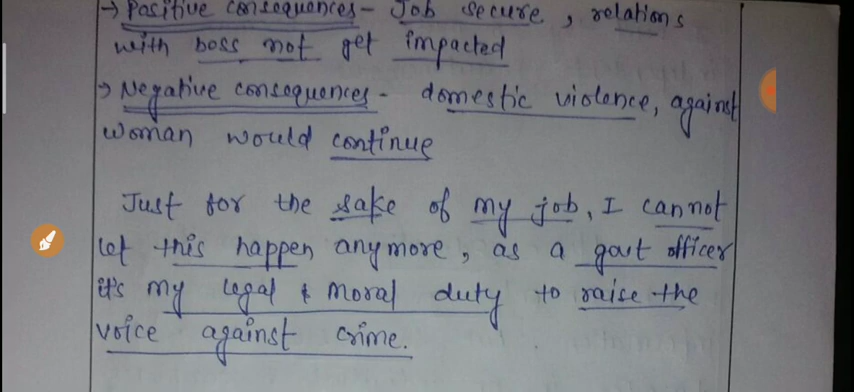 → Positive consequences - Job secure, relations
with boss not get impacted
→ Negative consequences - domestic violence, against
woman would continue
Just for the sake of my job, I cannot
let this happen anymore, as a govt officer
it's my legal & moral duty to raise the
voice against crime.